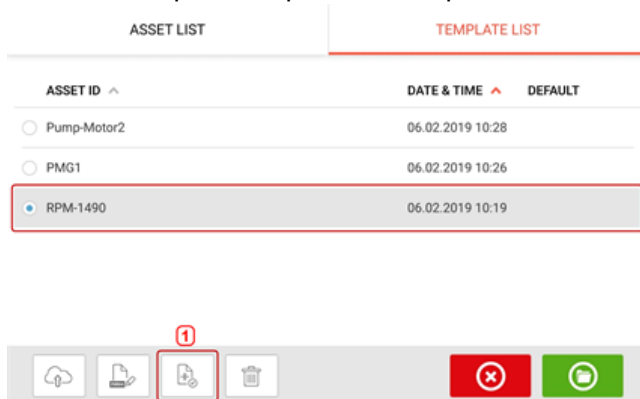 ASSET LIST TEMPLATE LIST
ASSET ID DATE & TIME DEFAULT
Pump-Motor2 06.02.2019 10:28
PMG1 06.02.2019 10:26
RPM-1490 06.02.2019 10:19
1